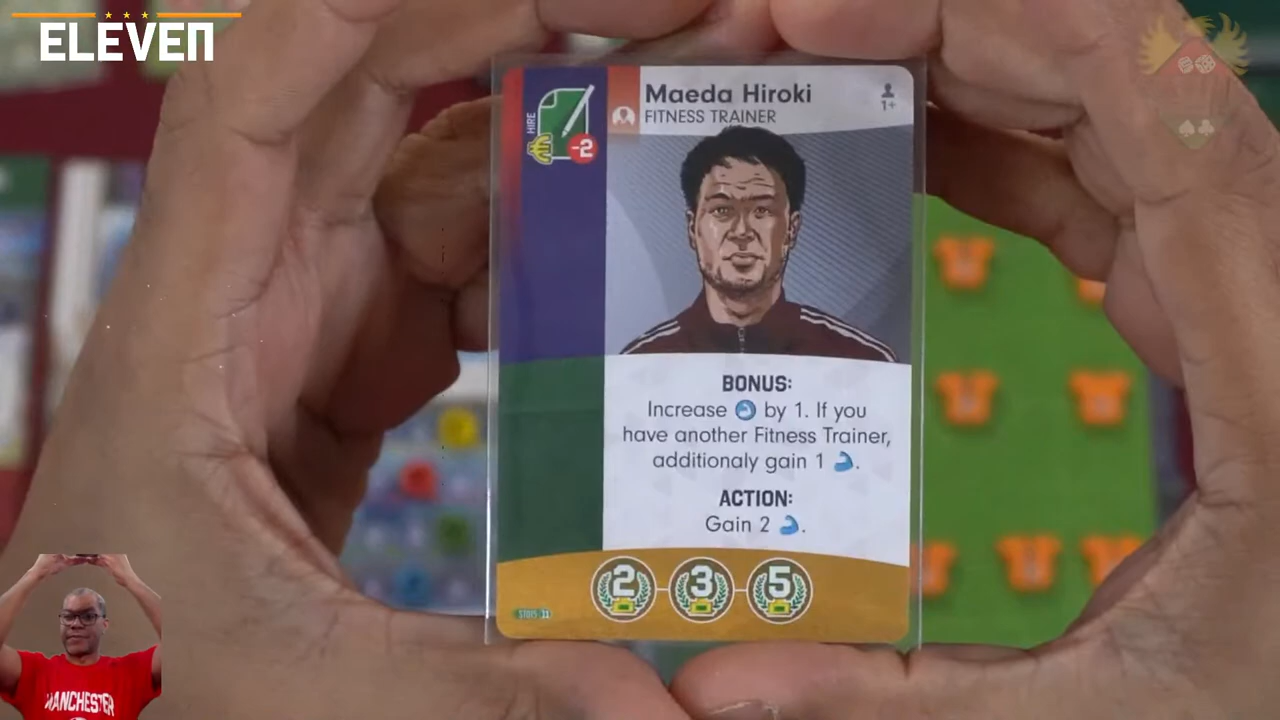 ELEVEN
HIRE
-2
Maeda Hiroki
FITNESS TRAINER
1+
BONUS:
Increase by 1. If you
have another Fitness Trainer,
additionaly gain 1 .
ACTION:
Gain 2 .
2 3 5
MANCHESTER